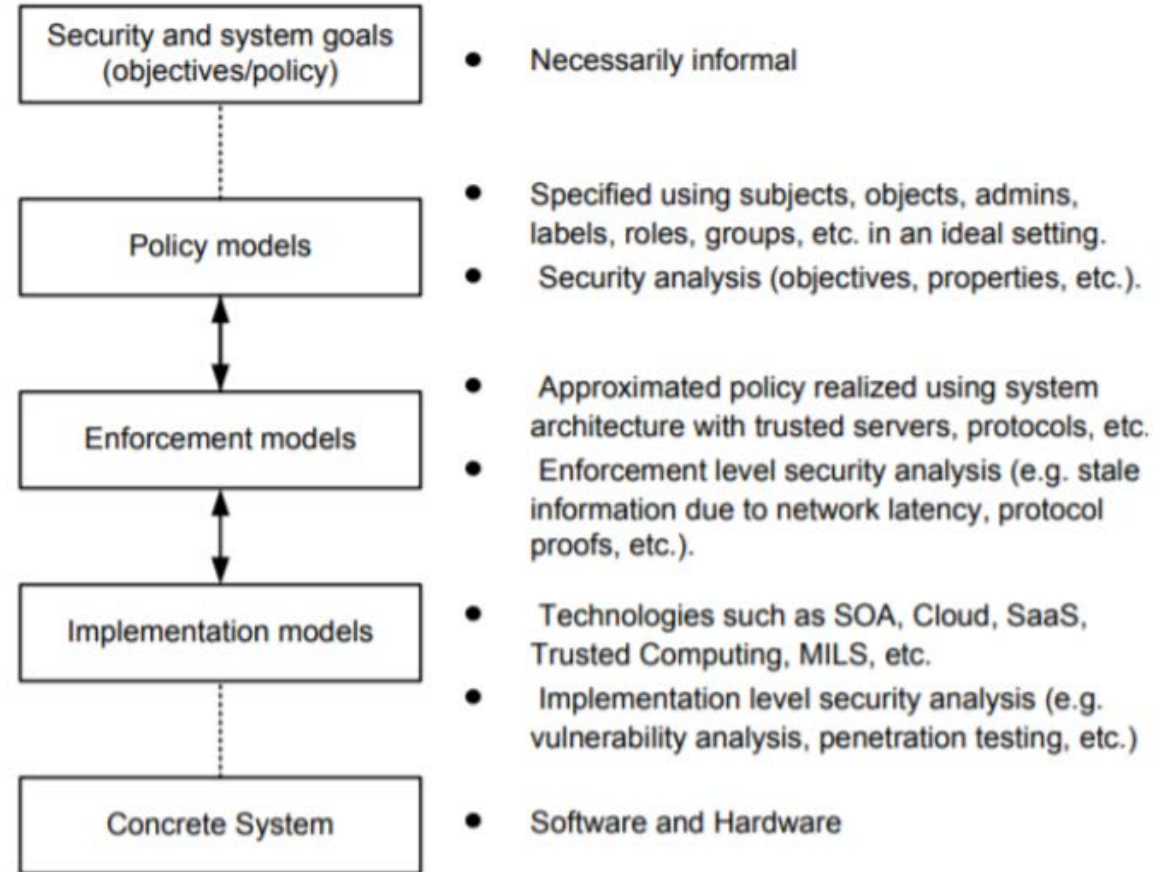 Security and system goals
(objectives/policy)
● Necessarily informal
Policy models
● Specified using subjects, objects, admins,
labels, roles, groups, etc. in an ideal setting.
● Security analysis (objectives, properties, etc.).
Enforcement models
● Approximated policy realized using system
architecture with trusted servers, protocols, etc.
● Enforcement level security analysis (e.g. stale
information due to network latency, protocol
proofs, etc.).
Implementation models
● Technologies such as SOA, Cloud, SaaS,
Trusted Computing, MILS, etc.
● Implementation level security analysis (e.g.
vulnerability analysis, penetration testing, etc.)
Concrete System
● Software and Hardware